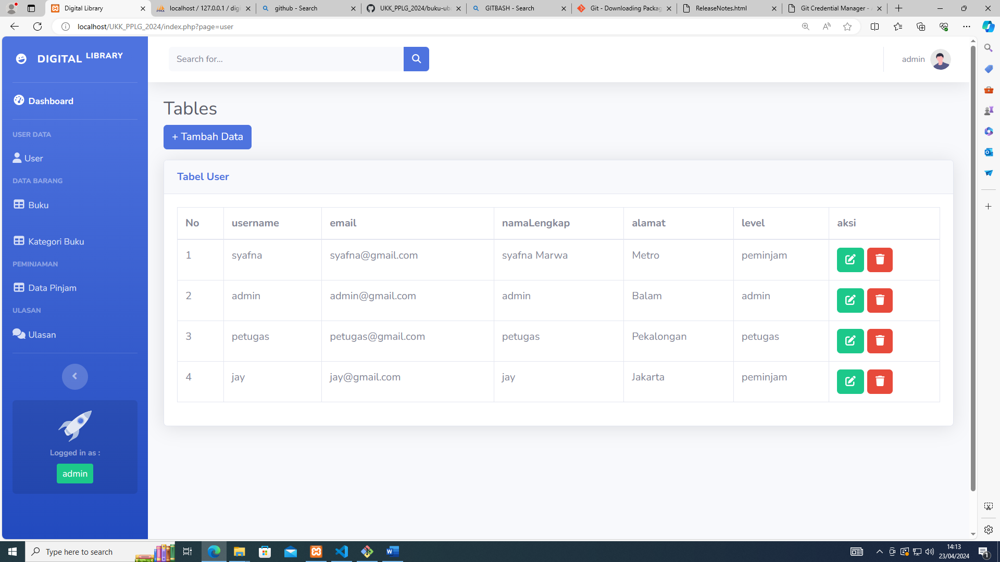 Digital Library
localhost / 127.0.0.1 / dig
github - Search
UKK_PPLG_2024/buku-ub
GITBASH - Search
Git - Downloading Packag
ReleaseNotes.html
Git Credential Manager -
localhost/UKK_PPLG_2024/index.php?page=user
DIGITAL LIBRARY
Search for...
admin
Dashboard
Tables
+ Tambah Data
USER DATA
User
Tabel User
DATA BARANG
Buku
No username email namaLengkap alamat level aksi
Kategori Buku
1 syafna syafna@gmail.com syafna Marwa Metro peminjam
PEMINJAMAN
Data Pinjam
2 admin admin@gmail.com admin Balam admin
ULASAN
Ulasan
3 petugas petugas@gmail.com petugas Pekalongan petugas
4 jay jay@gmail.com jay Jakarta peminjam
Logged in as :
admin
Type here to search
14:13
23/04/2024
1